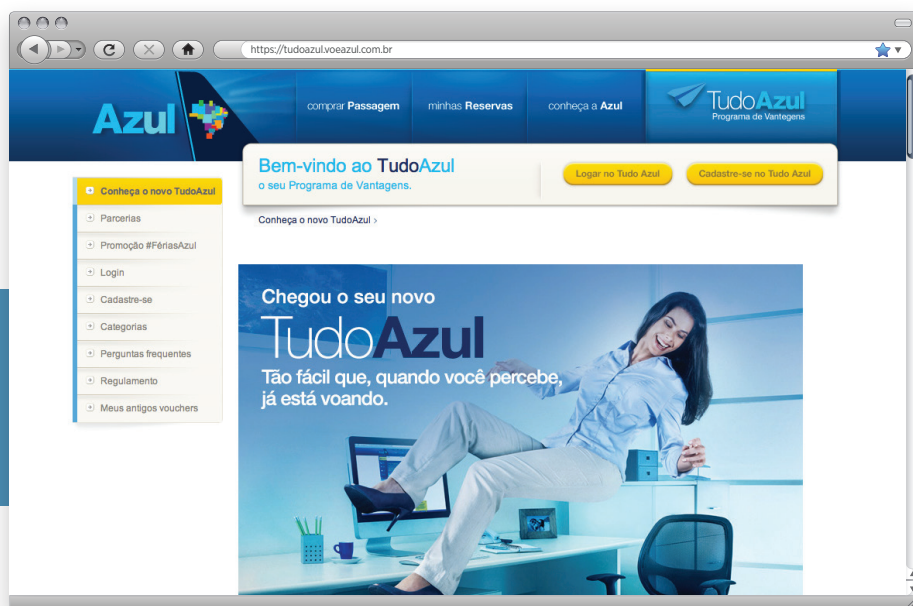 https://tudoazul.voeazul.com.br
Azul
comprar Passagem
minhas Reservas
conheça a Azul
TudoAzul
Programa de Vantegens
Bem-vindo ao TudoAzul
o seu Programa de Vantagens.
Logar no Tudo Azul
Cadastre-se no Tudo Azul
Conheça o novo TudoAzul
Parcerias
Promoção #FériasAzul
Login
Cadastre-se
Categorias
Perguntas frequentes
Regulamento
Meus antigos vouchers
Conheça o novo TudoAzul >
Chegou o seu novo
TudoAzul
Tão fácil que, quando você percebe,
já está voando.